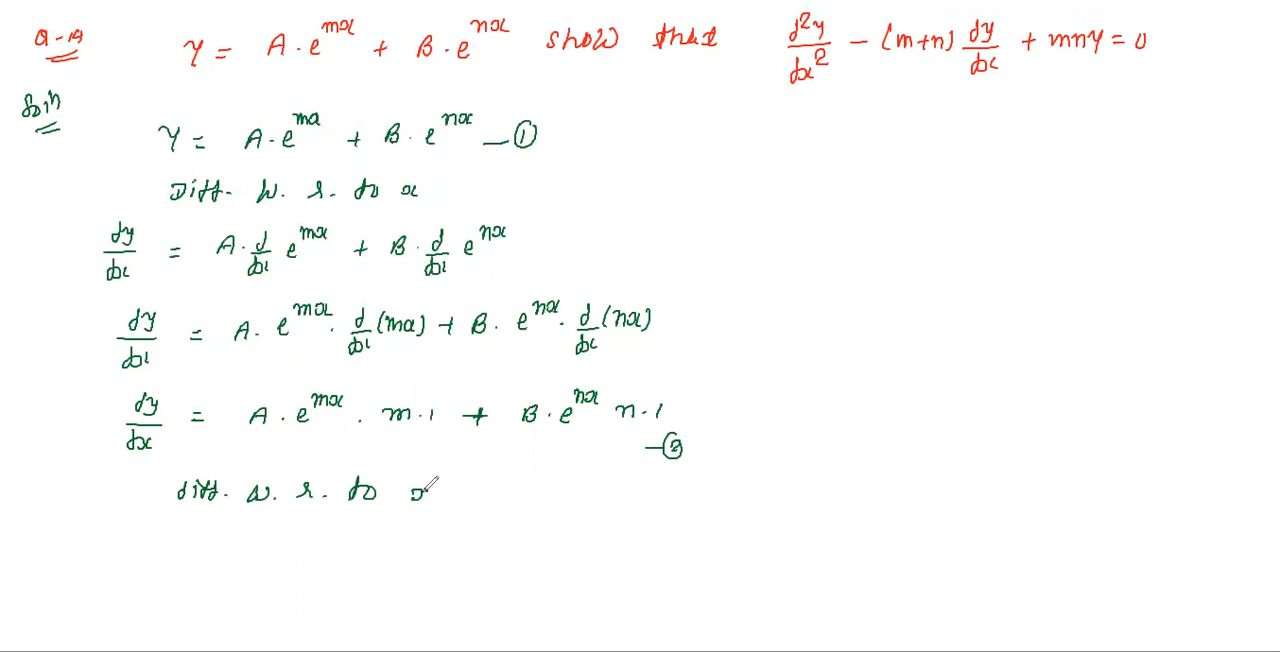 Q-14 Y = A·e^{mx} + B·e^{nx} show that d²y/dx² - (m+n) dy/dx + mny = 0
Soln
Y = A·e^{mx} + B·e^{nx} — ①
Diff. w. r. to x
dy/dx = A·d/dx e^{mx} + B·d/dx e^{nx}
dy/dx = A·e^{mx}·d/dx(mx) + B·e^{nx}·d/dx(nx)
dy/dx = A·e^{mx}·m·1 + B·e^{nx} n·1
—②
diff. w. r. to